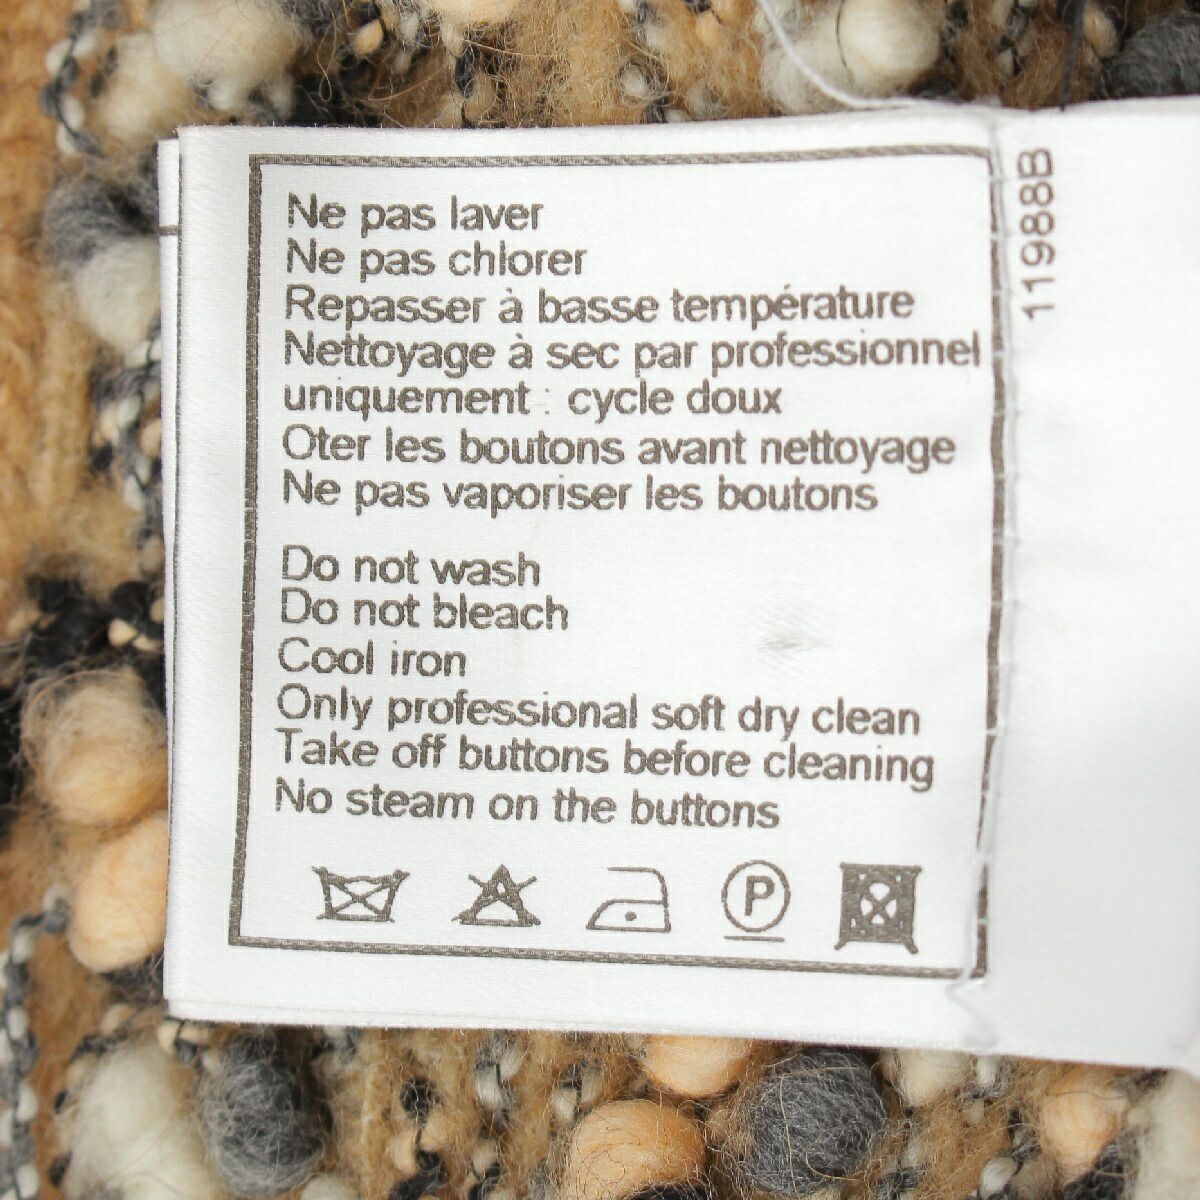 Ne pas laver
Ne pas chlorer
Repasser à basse température
Nettoyage à sec par professionnel
uniquement : cycle doux
Oter les boutons avant nettoyage
Ne pas vaporiser les boutons
Do not wash
Do not bleach
Cool iron
Only professional soft dry clean
Take off buttons before cleaning
No steam on the buttons
P
11988B